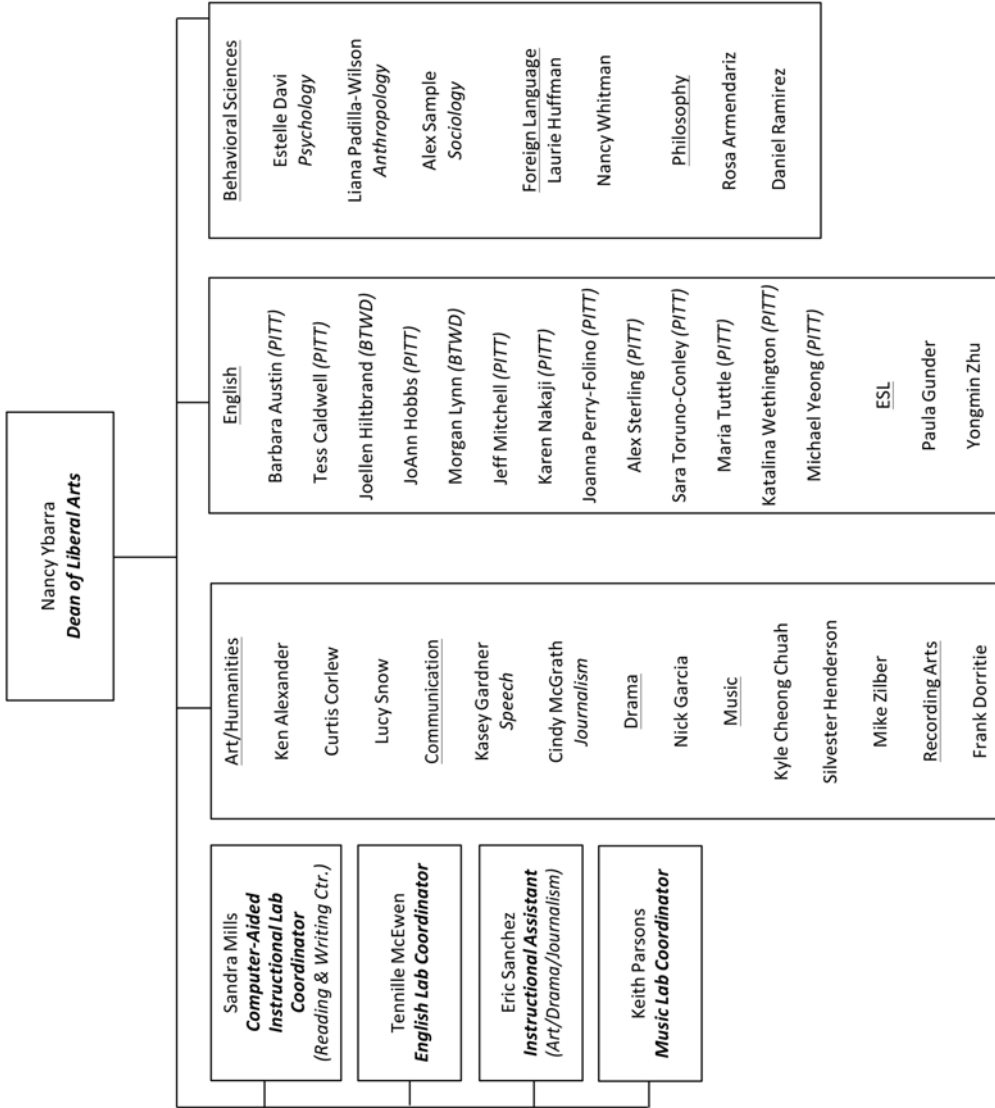 Nancy Ybarra
Dean of Liberal Arts
Sandra Mills
Computer-Aided
Instructional Lab
Coordinator
(Reading & Writing Ctr.)
Tennille McEwen
English Lab Coordinator
Eric Sanchez
Instructional Assistant
(Art/Drama/Journalism)
Keith Parsons
Music Lab Coordinator
Art/Humanities
Ken Alexander
Curtis Corlew
Lucy Snow
Communication
Kasey Gardner
Speech
Cindy McGrath
Journalism
Drama
Nick Garcia
Music
Kyle Cheong Chuah
Silvester Henderson
Mike Zilber
Recording Arts
Frank Dorritie
English
Barbara Austin (PITT)
Tess Caldwell (PITT)
Joellen Hiltbrand (BTWD)
JoAnn Hobbs (PITT)
Morgan Lynn (BTWD)
Jeff Mitchell (PITT)
Karen Nakaji (PITT)
Joanna Perry-Folino (PITT)
Alex Sterling (PITT)
Sara Toruno-Conley (PITT)
Maria Tuttle (PITT)
Katalina Wethington (PITT)
Michael Yeong (PITT)
ESL
Paula Gunder
Yongmin Zhu
Behavioral Sciences
Estelle Davi
Psychology
Liana Padilla-Wilson
Anthropology
Alex Sample
Sociology
Foreign Language
Laurie Huffman
Nancy Whitman
Philosophy
Rosa Armendariz
Daniel Ramirez